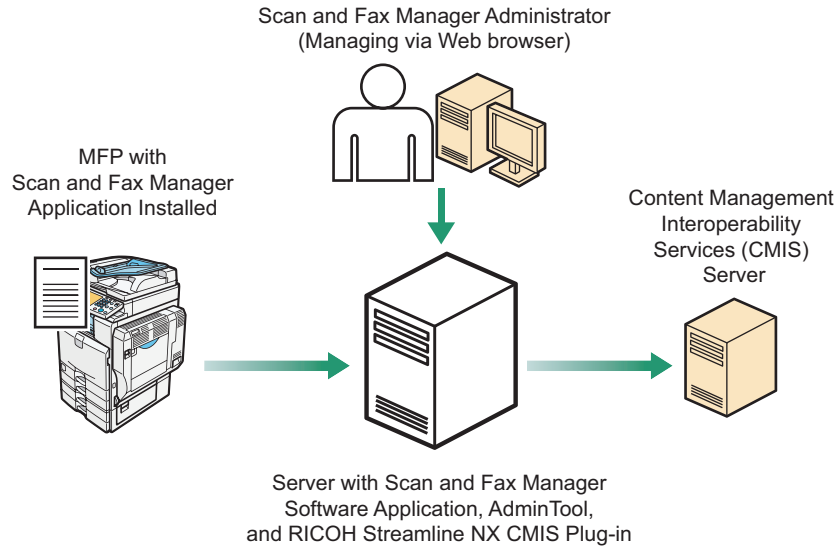 Scan and Fax Manager Administrator
(Managing via Web browser)
MFP with
Scan and Fax Manager
Application Installed
Content Management
Interoperability
Services (CMIS)
Server
Server with Scan and Fax Manager
Software Application, AdminTool,
and RICOH Streamline NX CMIS Plug-in